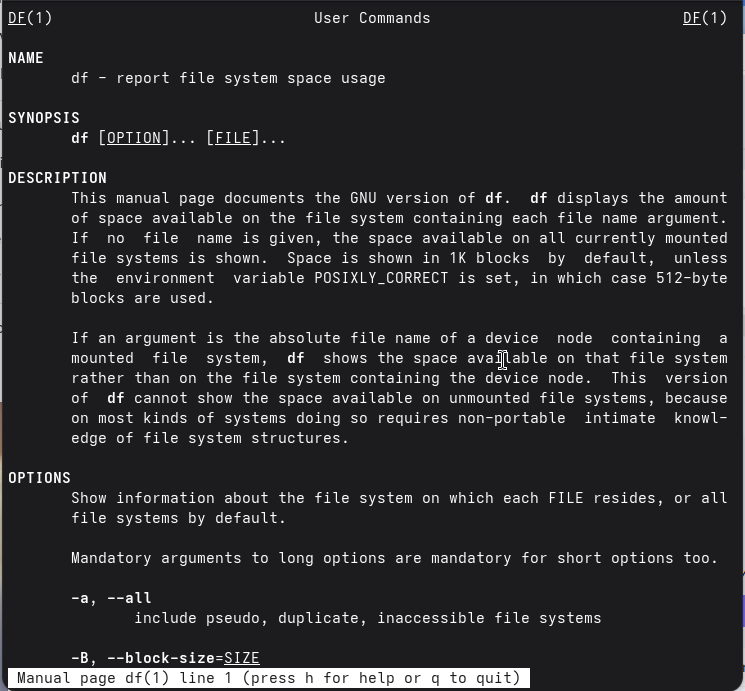 DF(1) User Commands DF(1)
NAME
df - report file system space usage
SYNOPSIS
df [OPTION]... [FILE]...
DESCRIPTION
This manual page documents the GNU version of df. df displays the amount
of space available on the file system containing each file name argument.
If no file name is given, the space available on all currently mounted
file systems is shown. Space is shown in 1K blocks by default, unless
the environment variable POSIXLY_CORRECT is set, in which case 512-byte
blocks are used.
If an argument is the absolute file name of a device node containing a
mounted file system, df shows the space available on that file system
rather than on the file system containing the device node. This version
of df cannot show the space available on unmounted file systems, because
on most kinds of systems doing so requires non-portable intimate knowl-
edge of file system structures.
OPTIONS
Show information about the file system on which each FILE resides, or all
file systems by default.
Mandatory arguments to long options are mandatory for short options too.
-a, --all
include pseudo, duplicate, inaccessible file systems
-B, --block-size=SIZE
Manual page df(1) line 1 (press h for help or q to quit)